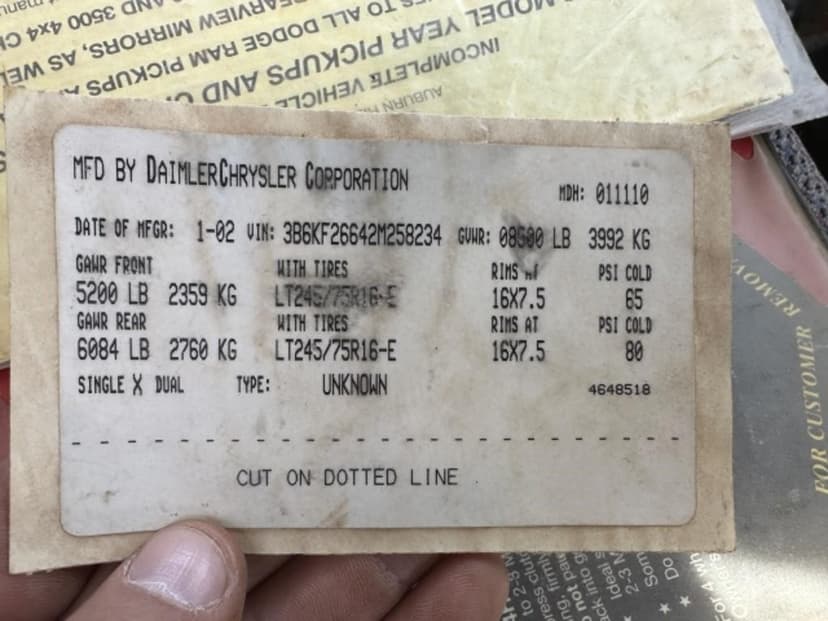 AND 3500 4x4 C
REARVIEW MIRRORS, AS WEL
TO ALL DODGE RAM PICKUPS
MODEL YEAR PICKUPS AND C
INCOMPLETE VEHICLE
AUBURN
MFD BY DAIMLERCHRYSLER CORPORATION
MDH: 011110
DATE OF MFGR: 1-02 VIN: 3B6KF26642M258234 GVWR: 08500 LB 3992 KG
GAWR FRONT WITH TIRES RIMS AT PSI COLD
5200 LB 2359 KG LT245/75R16-E 16X7.5 65
GAWR REAR WITH TIRES RIMS AT PSI COLD
6084 LB 2760 KG LT245/75R16-E 16X7.5 80
SINGLE X DUAL TYPE: UNKNOWN 4648518
CUT ON DOTTED LINE
REMOV
FOR CUSTOMER